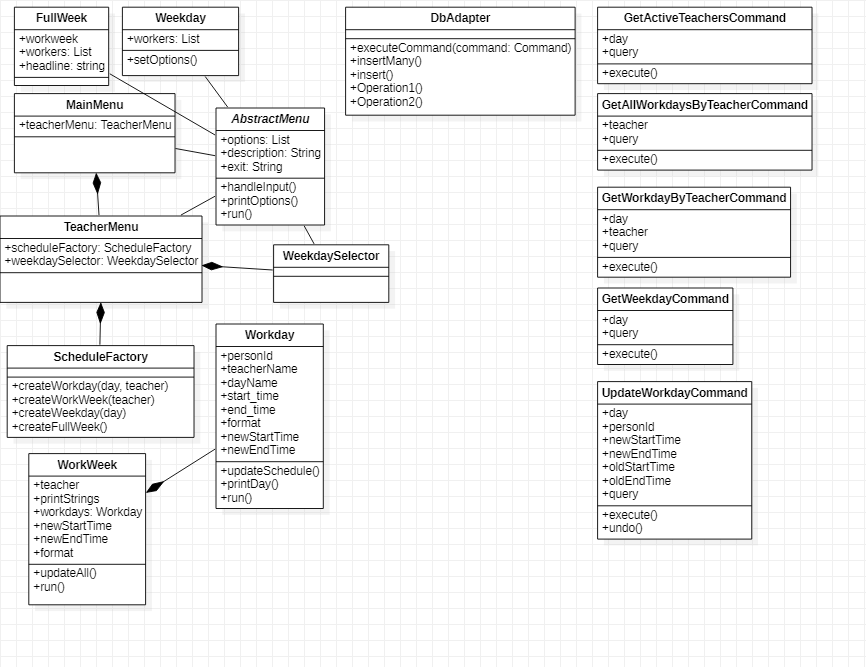 FullWeek
+workweek
+workers: List
+headline: string
Weekday
+workers: List
+setOptions()
MainMenu
+teacherMenu: TeacherMenu
AbstractMenu
+options: List
+description: String
+exit: String
+handleInput()
+printOptions()
+run()
TeacherMenu
+scheduleFactory: ScheduleFactory
+weekdaySelector: WeekdaySelector
WeekdaySelector
ScheduleFactory
+createWorkday(day, teacher)
+createWorkWeek(teacher)
+createWeekday(day)
+createFullWeek()
Workday
+personId
+teacherName
+dayName
+start_time
+end_time
+format
+newStartTime
+newEndTime
+updateSchedule()
+printDay()
+run()
WorkWeek
+teacher
+printStrings
+workdays: Workday
+newStartTime
+newEndTime
+format
+updateAll()
+run()
DbAdapter
+executeCommand(command: Command)
+insertMany()
+insert()
+Operation1()
+Operation2()
GetActiveTeachersCommand
+day
+query
+execute()
GetAllWorkdaysByTeacherCommand
+teacher
+query
+execute()
GetWorkdayByTeacherCommand
+day
+teacher
+query
+execute()
GetWeekdayCommand
+day
+query
+execute()
UpdateWorkdayCommand
+day
+personId
+newStartTime
+newEndTime
+oldStartTime
+oldEndTime
+query
+execute()
+undo()